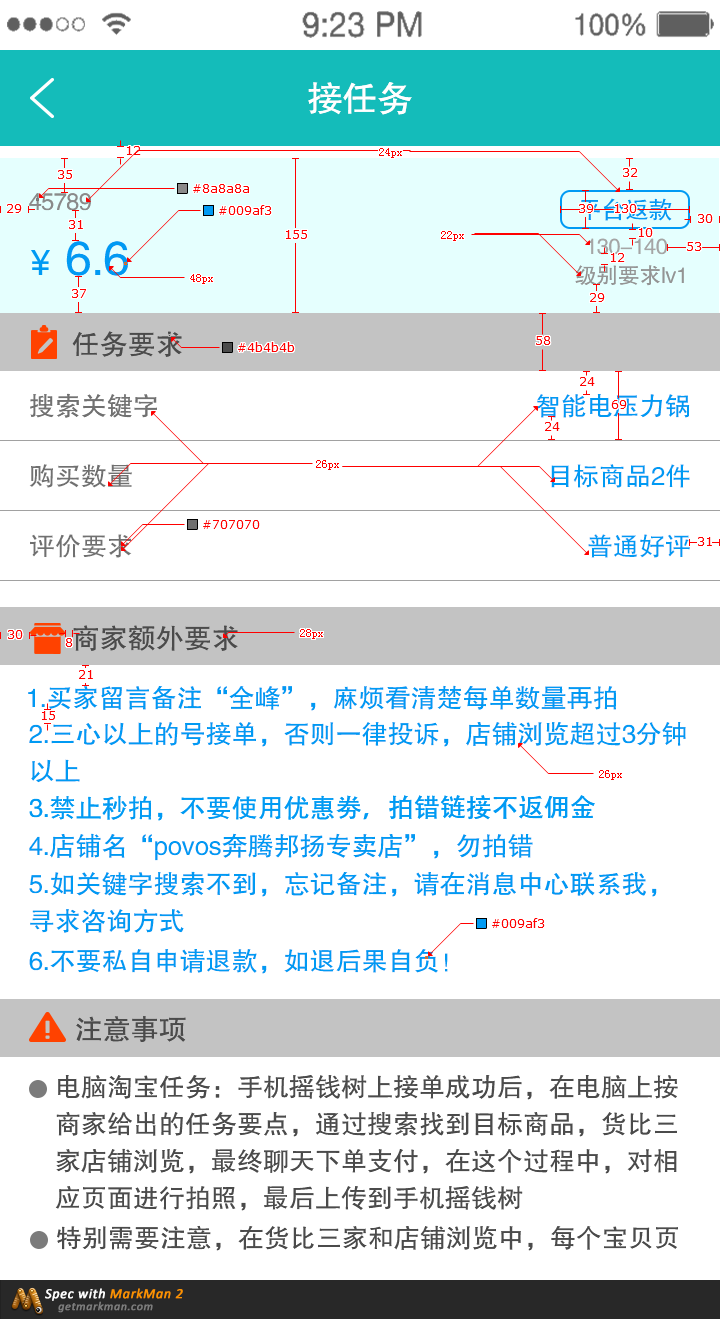 9:23 PM 100%
接任务
12 24px
35 32
#8a8a8a
45789
29 39 130 平台返款 30
#009af3
31 155 22px 10
130-140 53
¥ 6.6 12
48px 级别要求lv1
37 29
任务要求 #4b4b4b 58
24
搜索关键字 智能电压力锅 69
24
26px
购买数量 目标商品2件
#707070
评价要求 普通好评 31
30 8 商家额外要求 28px
21
1.买家留言备注“全峰”，麻烦看清楚每单数量再拍
15
2.三心以上的号接单，否则一律投诉，店铺浏览超过3分钟
以上 26px
3.禁止秒拍，不要使用优惠券，拍错链接不返佣金
4.店铺名“povos奔腾邦扬专卖店”，勿拍错
5.如关键字搜索不到，忘记备注，请在消息中心联系我，
寻求咨询方式 #009af3
6.不要私自申请退款，如退后果自负！
注意事项
电脑淘宝任务：手机摇钱树上接单成功后，在电脑上按
商家给出的任务要点，通过搜索找到目标商品，货比三
家店铺浏览，最终聊天下单支付，在这个过程中，对相
应页面进行拍照，最后上传到手机摇钱树
特别需要注意，在货比三家和店铺浏览中，每个宝贝页
Spec with MarkMan 2
getmarkman.com